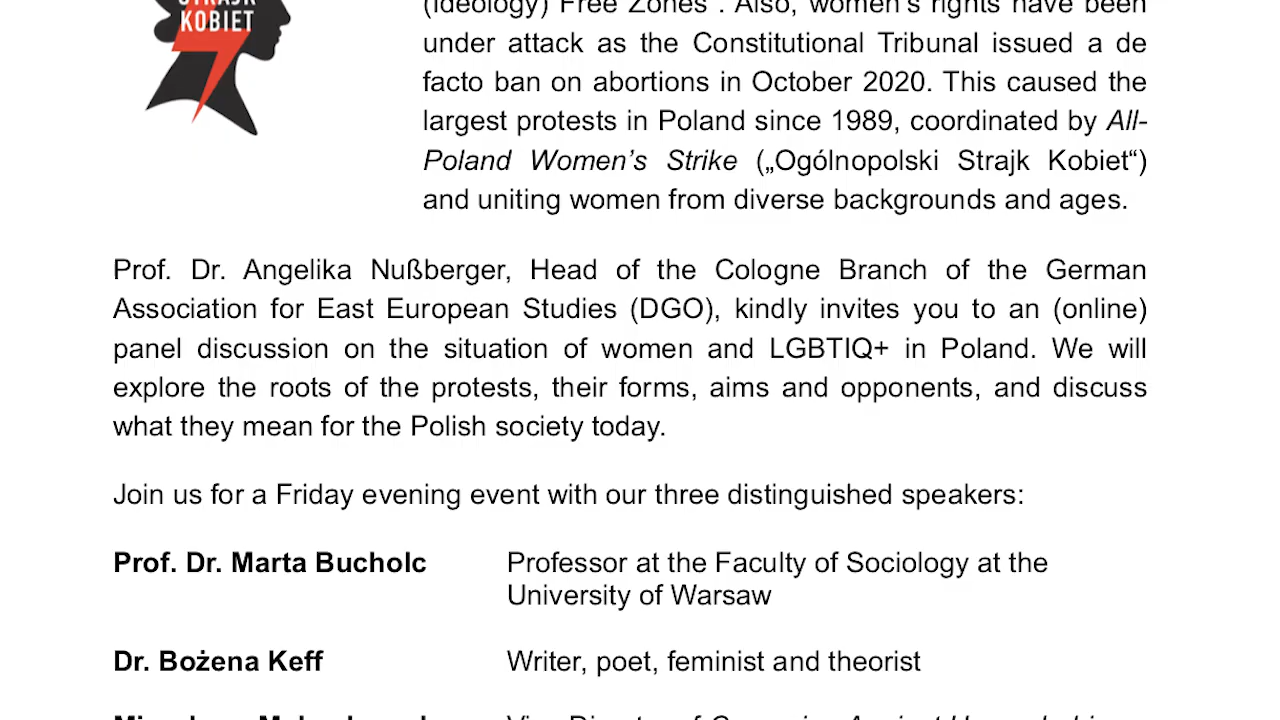 STRAJK
KOBIET
(Ideology) Free Zones". Also, women's rights have been
under attack as the Constitutional Tribunal issued a de
facto ban on abortions in October 2020. This caused the
largest protests in Poland since 1989, coordinated by All-
Poland Women’s Strike („Ogólnopolski Strajk Kobiet“)
and uniting women from diverse backgrounds and ages.
Prof. Dr. Angelika Nußberger, Head of the Cologne Branch of the German
Association for East European Studies (DGO), kindly invites you to an (online)
panel discussion on the situation of women and LGBTIQ+ in Poland. We will
explore the roots of the protests, their forms, aims and opponents, and discuss
what they mean for the Polish society today.
Join us for a Friday evening event with our three distinguished speakers:
Prof. Dr. Marta Bucholc Professor at the Faculty of Sociology at the
University of Warsaw
Dr. Bożena Keff Writer, poet, feminist and theorist